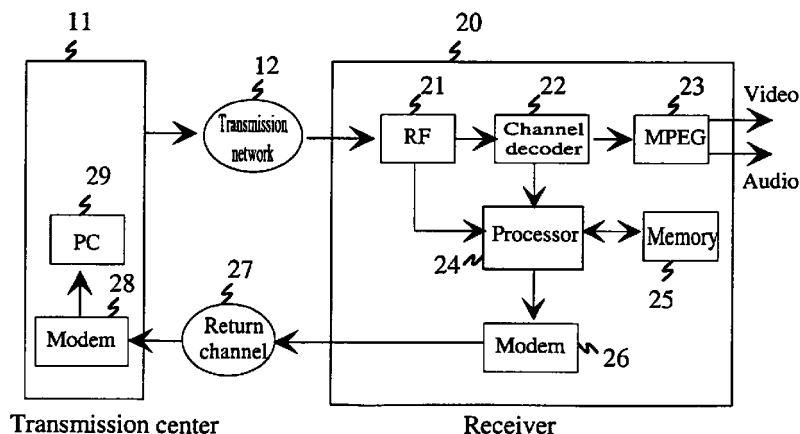 11
20
12
21
22
23
Video
Transmission
network
RF
Channel
decoder
MPEG
Audio
29
PC
Processor
Memory
24
25
28
27
Modem
Return
channel
Modem
26
Transmission center
Receiver